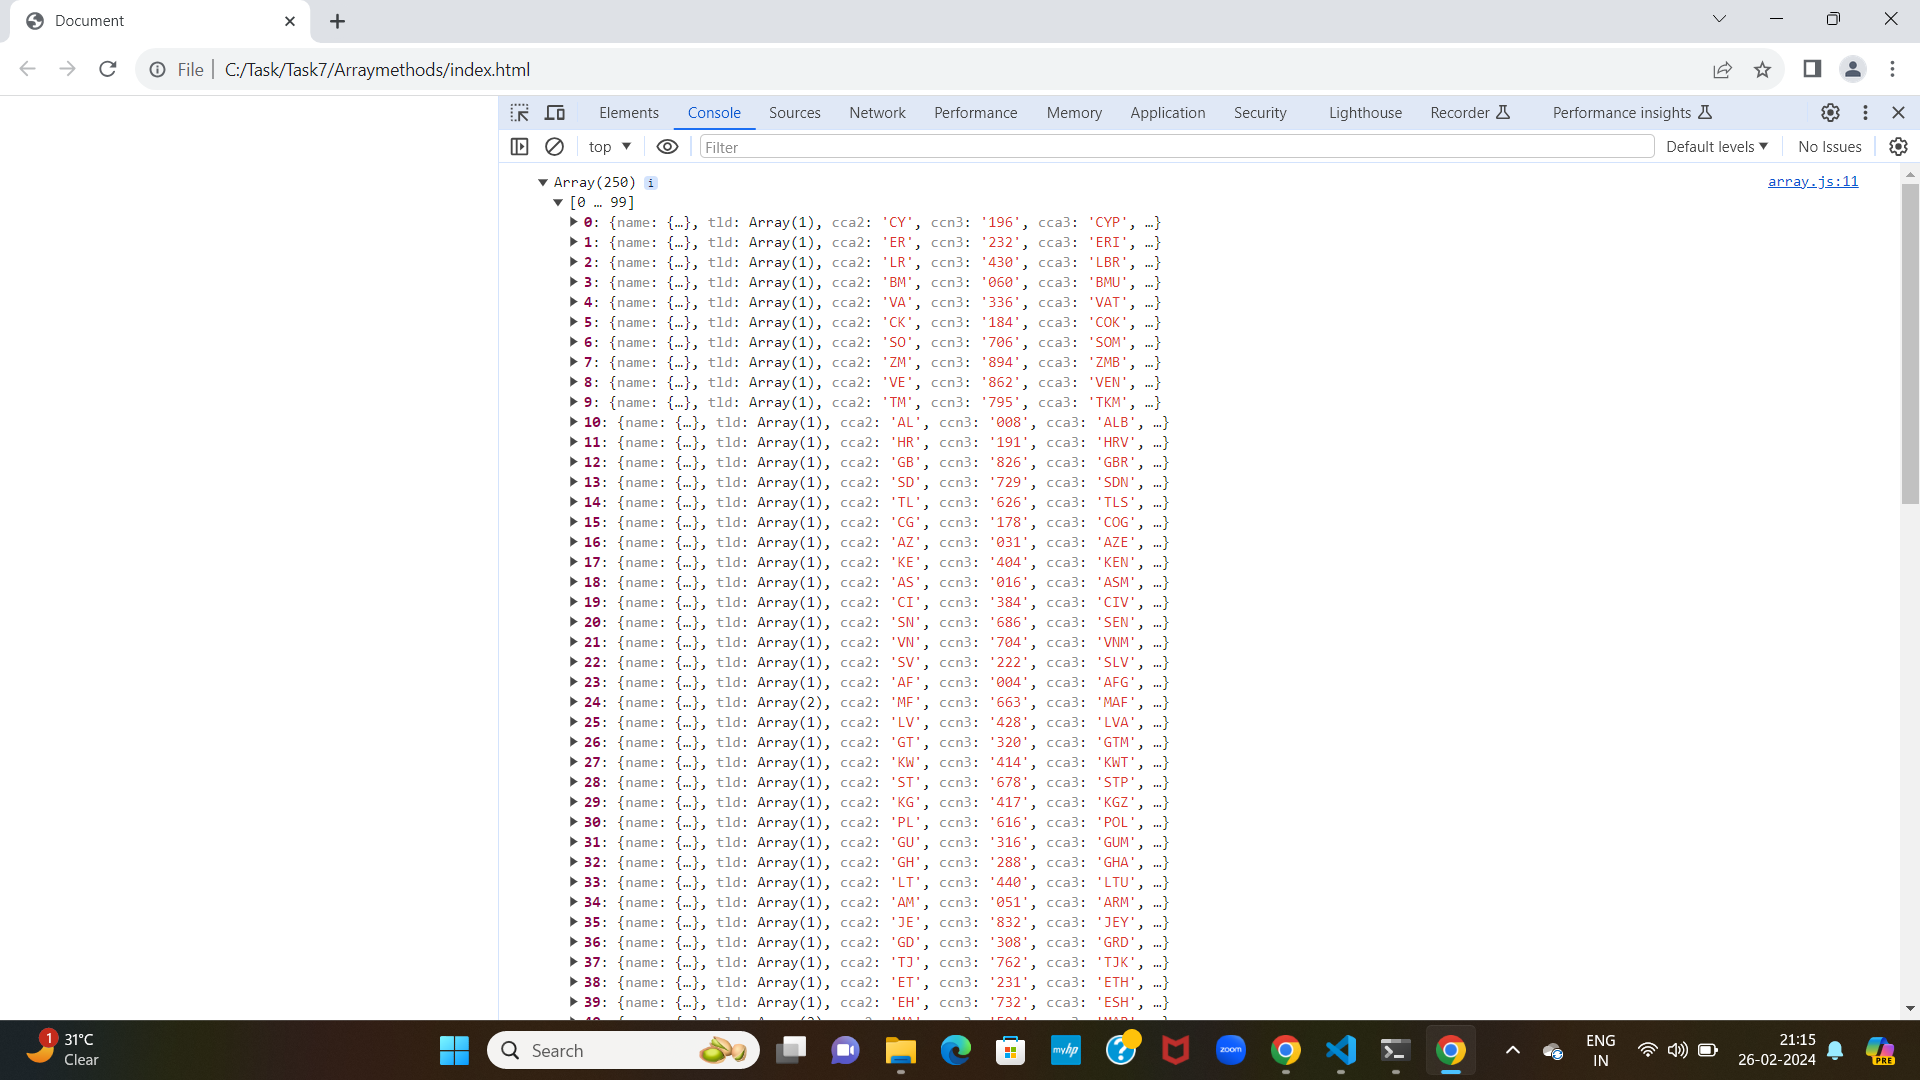 Document
File C:/Task/Task7/Arraymethods/index.html
Elements Console Sources Network Performance Memory Application Security Lighthouse Recorder Performance insights
top Filter Default levels No Issues
Array(250) i array.js:11
[0 … 99]
0: {name: {…}, tld: Array(1), cca2: 'CY', ccn3: '196', cca3: 'CYP', …}
1: {name: {…}, tld: Array(1), cca2: 'ER', ccn3: '232', cca3: 'ERI', …}
2: {name: {…}, tld: Array(1), cca2: 'LR', ccn3: '430', cca3: 'LBR', …}
3: {name: {…}, tld: Array(1), cca2: 'BM', ccn3: '060', cca3: 'BMU', …}
4: {name: {…}, tld: Array(1), cca2: 'VA', ccn3: '336', cca3: 'VAT', …}
5: {name: {…}, tld: Array(1), cca2: 'CK', ccn3: '184', cca3: 'COK', …}
6: {name: {…}, tld: Array(1), cca2: 'SO', ccn3: '706', cca3: 'SOM', …}
7: {name: {…}, tld: Array(1), cca2: 'ZM', ccn3: '894', cca3: 'ZMB', …}
8: {name: {…}, tld: Array(1), cca2: 'VE', ccn3: '862', cca3: 'VEN', …}
9: {name: {…}, tld: Array(1), cca2: 'TM', ccn3: '795', cca3: 'TKM', …}
10: {name: {…}, tld: Array(1), cca2: 'AL', ccn3: '008', cca3: 'ALB', …}
11: {name: {…}, tld: Array(1), cca2: 'HR', ccn3: '191', cca3: 'HRV', …}
12: {name: {…}, tld: Array(1), cca2: 'GB', ccn3: '826', cca3: 'GBR', …}
13: {name: {…}, tld: Array(1), cca2: 'SD', ccn3: '729', cca3: 'SDN', …}
14: {name: {…}, tld: Array(1), cca2: 'TL', ccn3: '626', cca3: 'TLS', …}
15: {name: {…}, tld: Array(1), cca2: 'CG', ccn3: '178', cca3: 'COG', …}
16: {name: {…}, tld: Array(1), cca2: 'AZ', ccn3: '031', cca3: 'AZE', …}
17: {name: {…}, tld: Array(1), cca2: 'KE', ccn3: '404', cca3: 'KEN', …}
18: {name: {…}, tld: Array(1), cca2: 'AS', ccn3: '016', cca3: 'ASM', …}
19: {name: {…}, tld: Array(1), cca2: 'CI', ccn3: '384', cca3: 'CIV', …}
20: {name: {…}, tld: Array(1), cca2: 'SN', ccn3: '686', cca3: 'SEN', …}
21: {name: {…}, tld: Array(1), cca2: 'VN', ccn3: '704', cca3: 'VNM', …}
22: {name: {…}, tld: Array(1), cca2: 'SV', ccn3: '222', cca3: 'SLV', …}
23: {name: {…}, tld: Array(1), cca2: 'AF', ccn3: '004', cca3: 'AFG', …}
24: {name: {…}, tld: Array(2), cca2: 'MF', ccn3: '663', cca3: 'MAF', …}
25: {name: {…}, tld: Array(1), cca2: 'LV', ccn3: '428', cca3: 'LVA', …}
26: {name: {…}, tld: Array(1), cca2: 'GT', ccn3: '320', cca3: 'GTM', …}
27: {name: {…}, tld: Array(1), cca2: 'KW', ccn3: '414', cca3: 'KWT', …}
28: {name: {…}, tld: Array(1), cca2: 'ST', ccn3: '678', cca3: 'STP', …}
29: {name: {…}, tld: Array(1), cca2: 'KG', ccn3: '417', cca3: 'KGZ', …}
30: {name: {…}, tld: Array(1), cca2: 'PL', ccn3: '616', cca3: 'POL', …}
31: {name: {…}, tld: Array(1), cca2: 'GU', ccn3: '316', cca3: 'GUM', …}
32: {name: {…}, tld: Array(1), cca2: 'GH', ccn3: '288', cca3: 'GHA', …}
33: {name: {…}, tld: Array(1), cca2: 'LT', ccn3: '440', cca3: 'LTU', …}
34: {name: {…}, tld: Array(1), cca2: 'AM', ccn3: '051', cca3: 'ARM', …}
35: {name: {…}, tld: Array(1), cca2: 'JE', ccn3: '832', cca3: 'JEY', …}
36: {name: {…}, tld: Array(1), cca2: 'GD', ccn3: '308', cca3: 'GRD', …}
37: {name: {…}, tld: Array(1), cca2: 'TJ', ccn3: '762', cca3: 'TJK', …}
38: {name: {…}, tld: Array(1), cca2: 'ET', ccn3: '231', cca3: 'ETH', …}
39: {name: {…}, tld: Array(1), cca2: 'EH', ccn3: '732', cca3: 'ESH', …}
1 31°C
Clear
Search
myhp
zoom
ENG
IN
21:15
26-02-2024
PRE